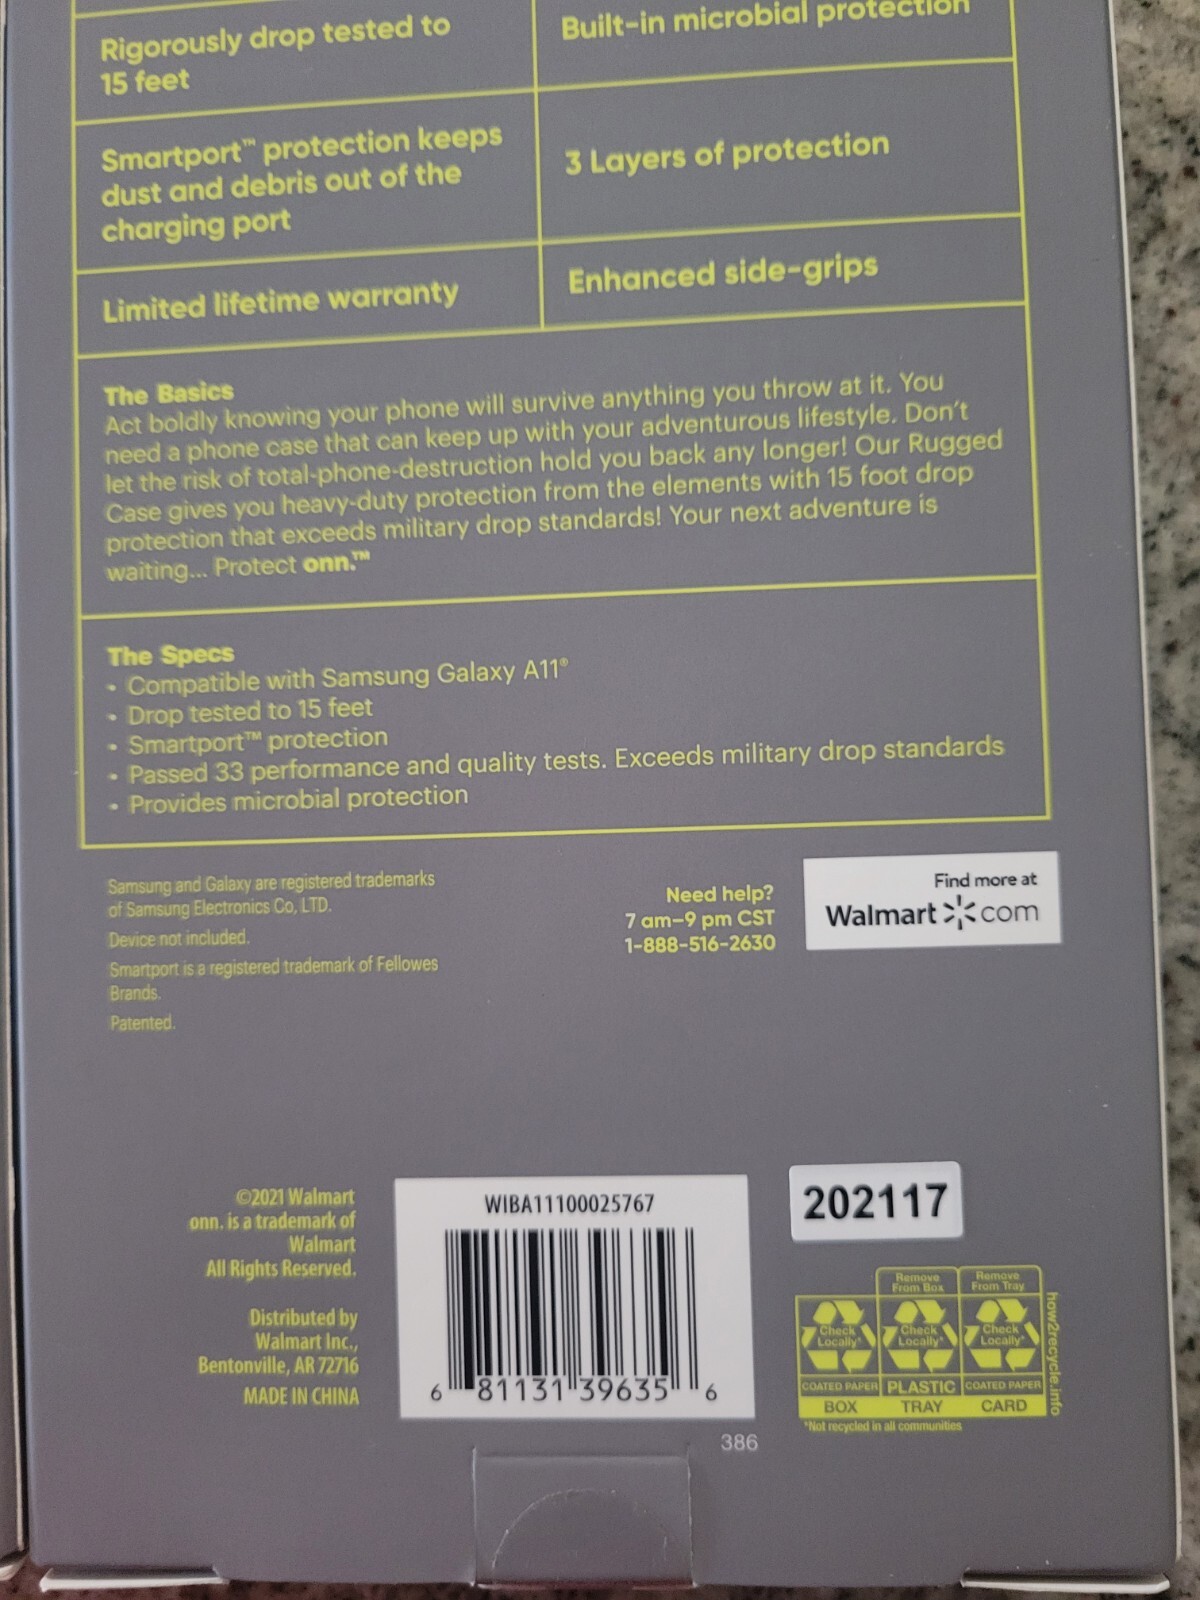 Rigorously drop tested to
15 feet
Built-in microbial protection
Smartport™ protection keeps
dust and debris out of the
charging port
3 Layers of protection
Limited lifetime warranty
Enhanced side-grips
The Basics
Act boldly knowing your phone will survive anything you throw at it. You
need a phone case that can keep up with your adventurous lifestyle. Don't
let the risk of total-phone-destruction hold you back any longer! Our Rugged
Case gives you heavy-duty protection from the elements with 15 foot drop
protection that exceeds military drop standards! Your next adventure is
waiting... Protect onn.™
The Specs
• Compatible with Samsung Galaxy A11®
• Drop tested to 15 feet
• Smartport™ protection
• Passed 33 performance and quality tests. Exceeds military drop standards
• Provides microbial protection
Samsung and Galaxy are registered trademarks
of Samsung Electronics Co, LTD.
Device not included.
Smartport is a registered trademark of Fellowes
Brands.
Patented.
Need help?
7 am–9 pm CST
1-888-516-2630
Find more at
Walmart com
©2021 Walmart
onn. is a trademark of
Walmart
All Rights Reserved.
Distributed by
Walmart Inc.,
Bentonville, AR 72716
MADE IN CHINA
WIBA11100025767
6 81131 39635 6
386
202117
Remove
From Box
Remove
From Tray
Check
Locally*
Check
Locally*
Check
Locally*
COATED PAPER
PLASTIC
COATED PAPER
BOX
TRAY
CARD
*Not recycled in all communities
how2recycle.info